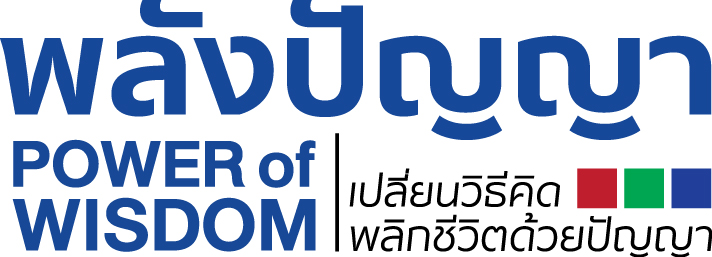 พลังปัญญา
POWER of
WISDOM
เปลี่ยนวิธีคิด
พลิกชีวิตด้วยปัญญา